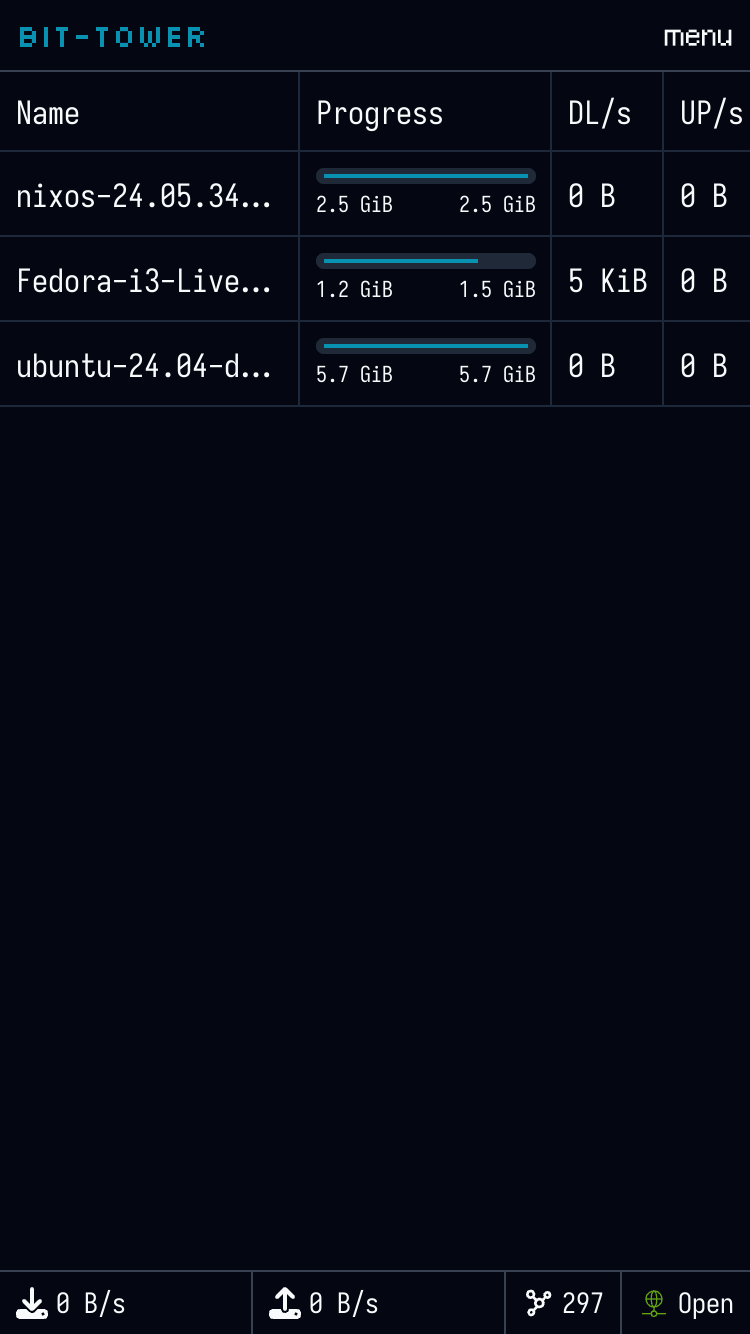 BIT-TOWER menu
Name Progress DL/s UP/s
nixos-24.05.34... 2.5 GiB 2.5 GiB 0 B 0 B
Fedora-i3-Live... 1.2 GiB 1.5 GiB 5 KiB 0 B
ubuntu-24.04-d... 5.7 GiB 5.7 GiB 0 B 0 B
0 B/s 0 B/s 297 Open